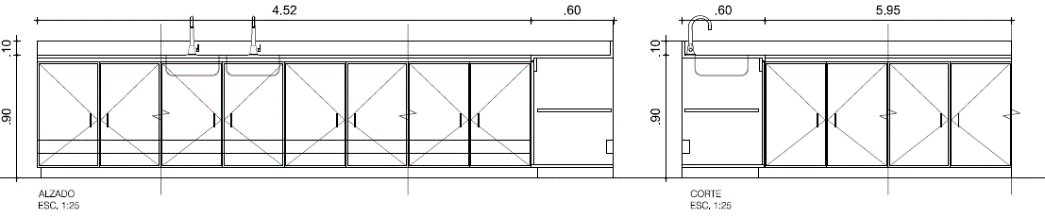 4.52 .60 .60 5.95
.10 .10
.90 .90
ALZADO CORTE
ESC, 1:25 ESC, 1:25